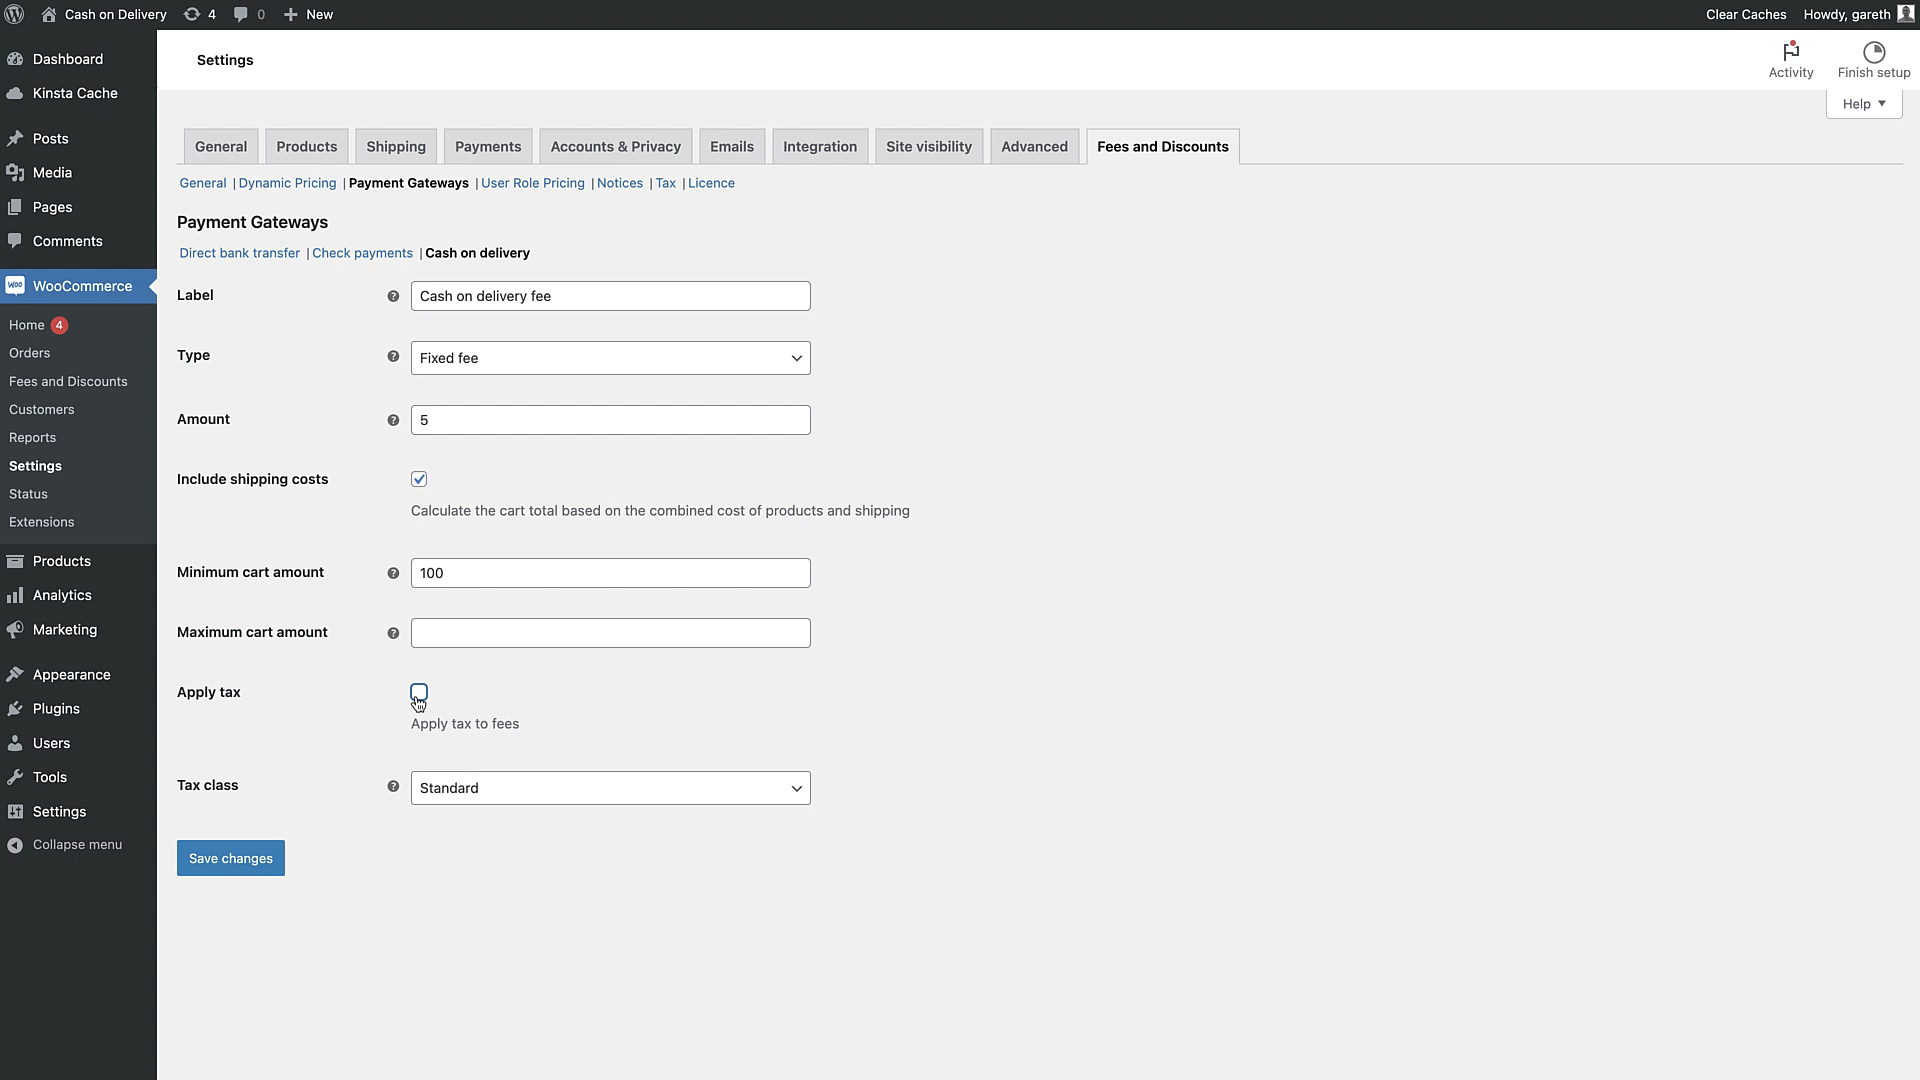 Cash on Delivery 4 0 New Clear Caches Howdy, gareth
Dashboard
Kinsta Cache
Posts
Media
Pages
Comments
WooCommerce
Home 4
Orders
Fees and Discounts
Customers
Reports
Settings
Status
Extensions
Products
Analytics
Marketing
Appearance
Plugins
Users
Tools
Settings
Collapse menu
Settings
Activity Finish setup
Help
General Products Shipping Payments Accounts & Privacy Emails Integration Site visibility Advanced Fees and Discounts
General | Dynamic Pricing | Payment Gateways | User Role Pricing | Notices | Tax | Licence
Payment Gateways
Direct bank transfer | Check payments | Cash on delivery
Label ? Cash on delivery fee
Type ? Fixed fee
Amount ? 5
Include shipping costs
Calculate the cart total based on the combined cost of products and shipping
Minimum cart amount ? 100
Maximum cart amount ?
Apply tax
Apply tax to fees
Tax class ? Standard
Save changes